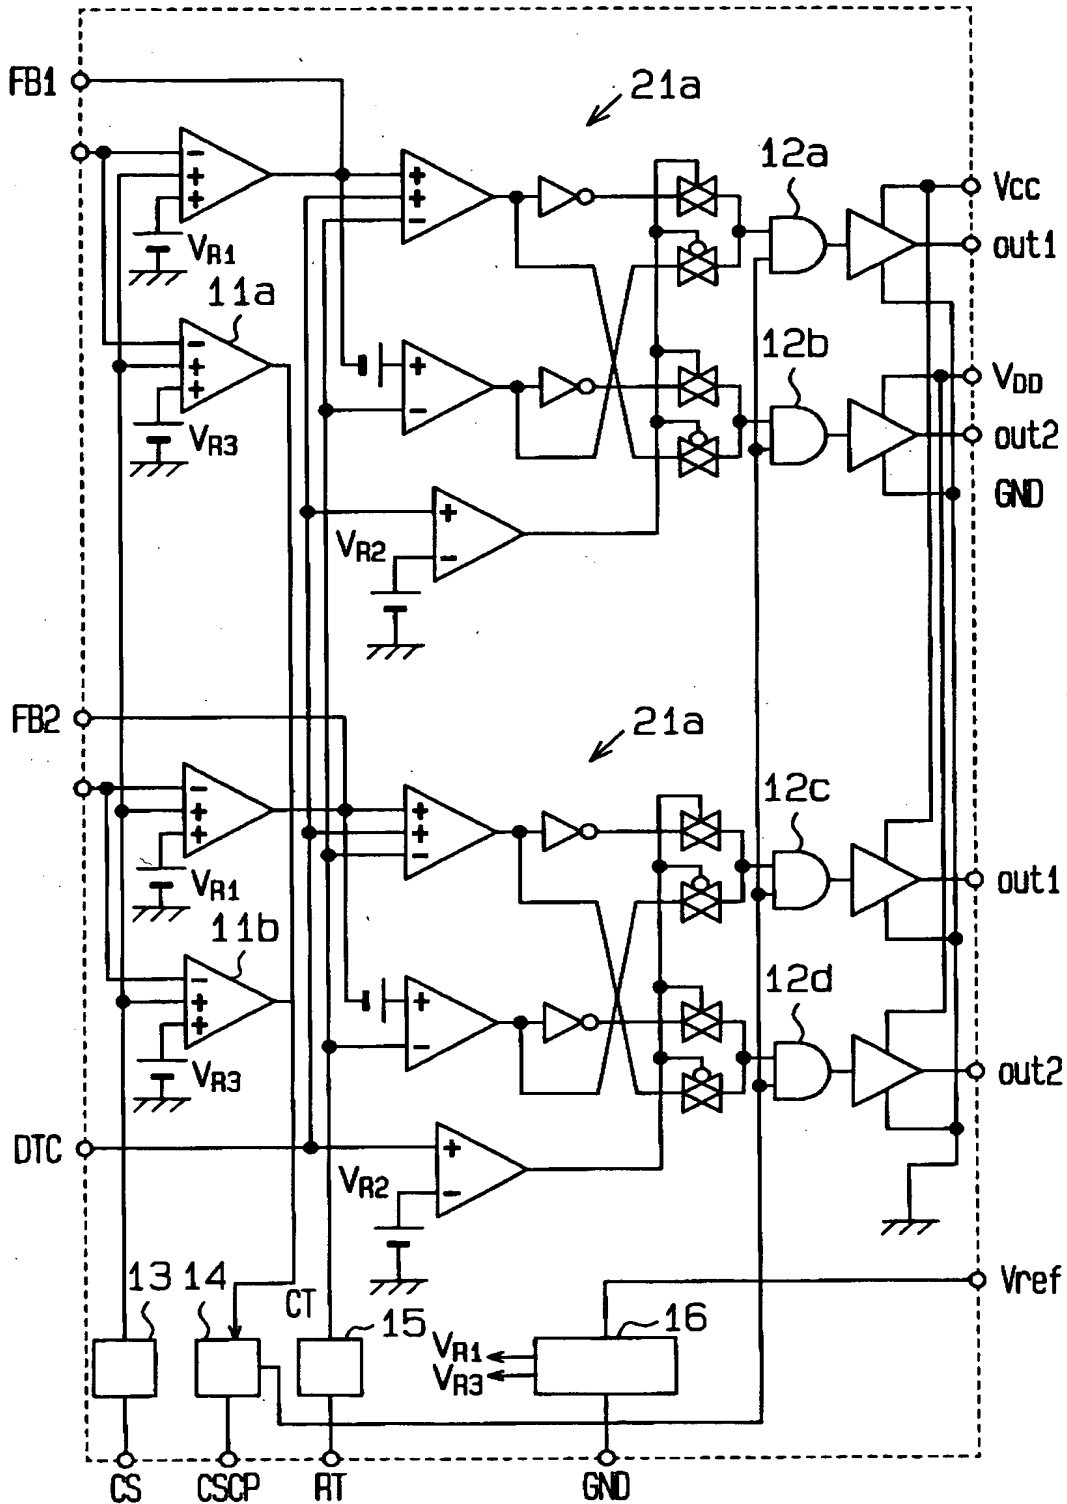 FB1
21a
12a
Vcc
VR1
11a
out1
12b
VDD
VR3
out2
GND
VR2
FB2
21a
12c
VR1
out1
11b
12d
VR3
out2
DTC
VR2
Vref
13
14
CT
15
16
VR1
VR3
CS
CSCP
RT
GND